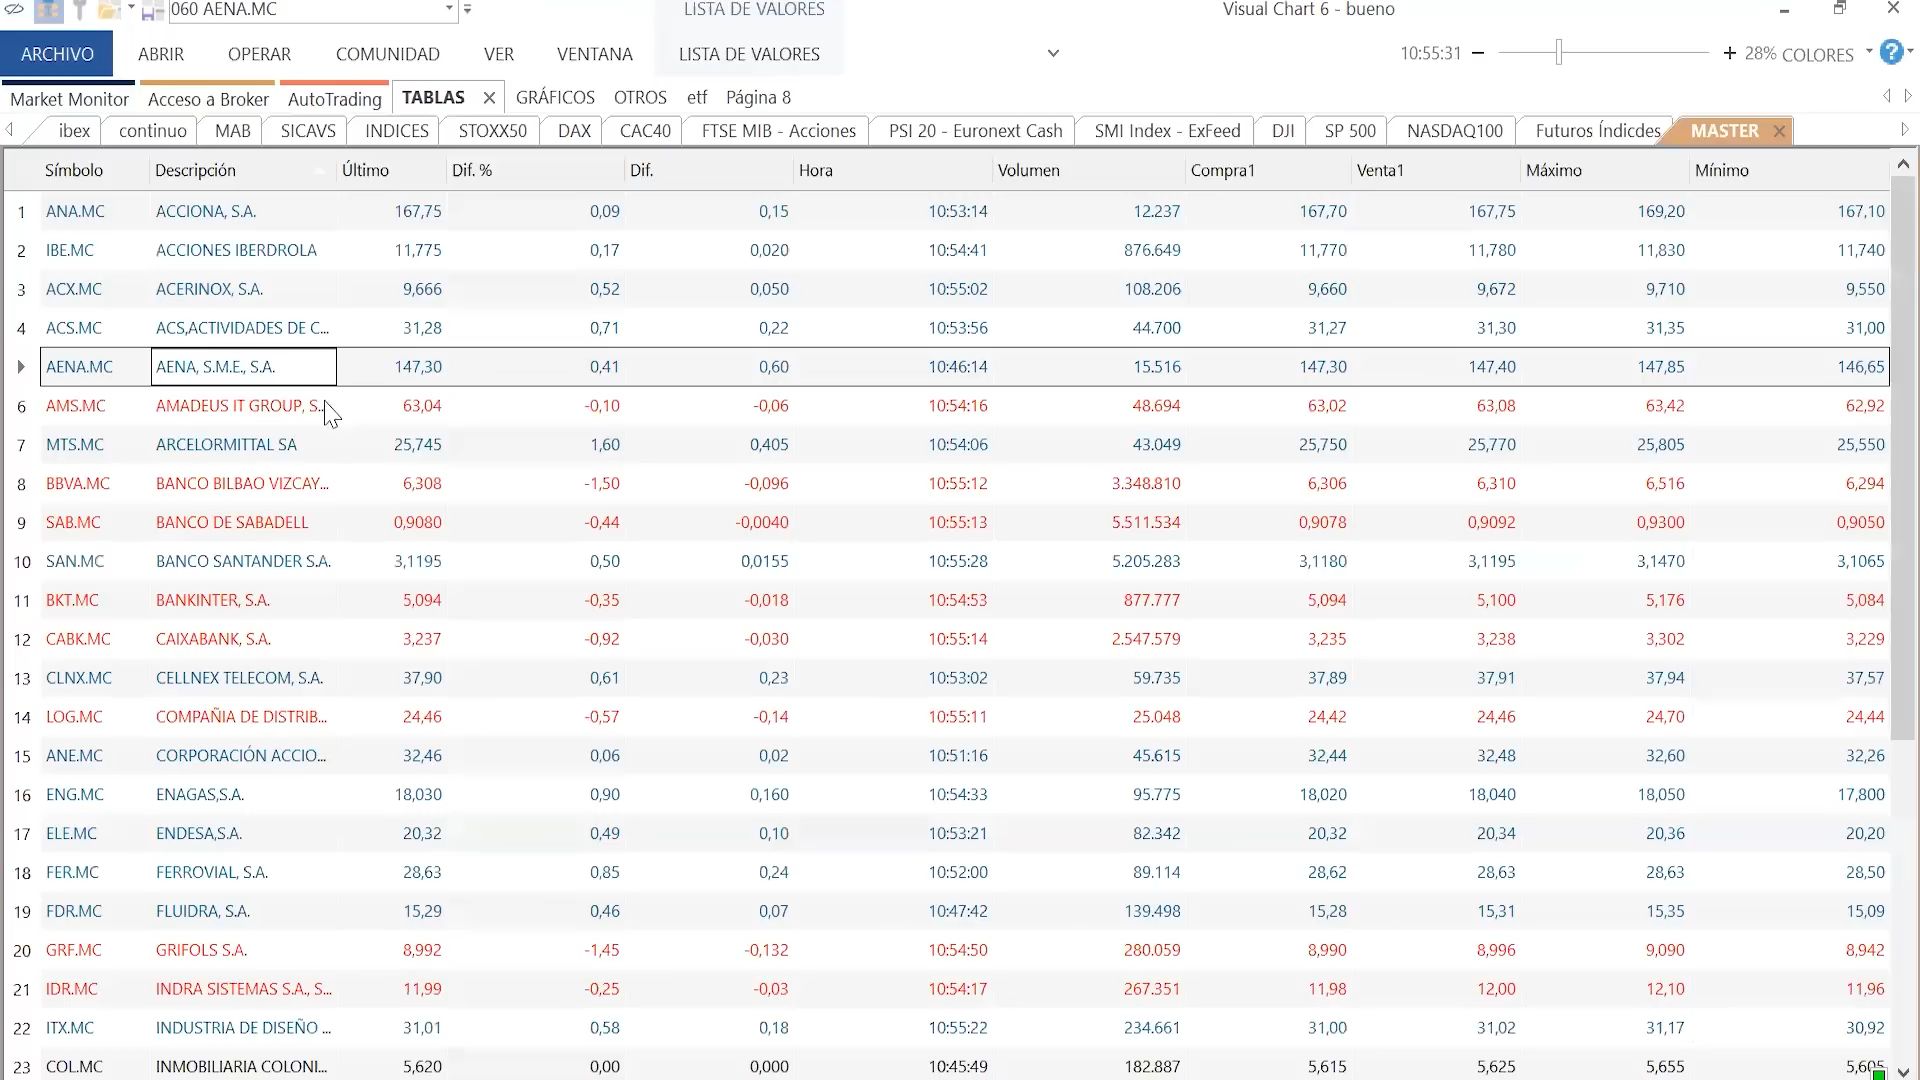 060 AENA.MC LISTA DE VALORES Visual Chart 6 - bueno
ARCHIVO ABRIR OPERAR COMUNIDAD VER VENTANA LISTA DE VALORES 10:55:31 28% COLORES ?
Market Monitor Acceso a Broker AutoTrading TABLAS GRÁFICOS OTROS etf Página 8
ibex continuo MAB SICAVS INDICES STOXX50 DAX CAC40 FTSE MIB - Acciones PSI 20 - Euronext Cash SMI Index - ExFeed DJI SP 500 NASDAQ100 Futuros Índicdes MASTER
Símbolo Descripción Último Dif. % Dif. Hora Volumen Compra1 Venta1 Máximo Mínimo
1 ANA.MC ACCIONA, S.A. 167,75 0,09 0,15 10:53:14 12.237 167,70 167,75 169,20 167,10
2 IBE.MC ACCIONES IBERDROLA 11,775 0,17 0,020 10:54:41 876.649 11,770 11,780 11,830 11,740
3 ACX.MC ACERINOX, S.A. 9,666 0,52 0,050 10:55:02 108.206 9,660 9,672 9,710 9,550
4 ACS.MC ACS,ACTIVIDADES DE C... 31,28 0,71 0,22 10:53:56 44.700 31,27 31,30 31,35 31,00
AENA.MC AENA, S.M.E., S.A. 147,30 0,41 0,60 10:46:14 15.516 147,30 147,40 147,85 146,65
6 AMS.MC AMADEUS IT GROUP, S... 63,04 -0,10 -0,06 10:54:16 48.694 63,02 63,08 63,42 62,92
7 MTS.MC ARCELORMITTAL SA 25,745 1,60 0,405 10:54:06 43.049 25,750 25,770 25,805 25,550
8 BBVA.MC BANCO BILBAO VIZCAY... 6,308 -1,50 -0,096 10:55:12 3.348.810 6,306 6,310 6,516 6,294
9 SAB.MC BANCO DE SABADELL 0,9080 -0,44 -0,0040 10:55:13 5.511.534 0,9078 0,9092 0,9300 0,9050
10 SAN.MC BANCO SANTANDER S.A. 3,1195 0,50 0,0155 10:55:28 5.205.283 3,1180 3,1195 3,1470 3,1065
11 BKT.MC BANKINTER, S.A. 5,094 -0,35 -0,018 10:54:53 877.777 5,094 5,100 5,176 5,084
12 CABK.MC CAIXABANK, S.A. 3,237 -0,92 -0,030 10:55:14 2.547.579 3,235 3,238 3,302 3,229
13 CLNX.MC CELLNEX TELECOM, S.A. 37,90 0,61 0,23 10:53:02 59.735 37,89 37,91 37,94 37,57
14 LOG.MC COMPAÑIA DE DISTRIB... 24,46 -0,57 -0,14 10:55:11 25.048 24,42 24,46 24,70 24,44
15 ANE.MC CORPORACIÓN ACCIO... 32,46 0,06 0,02 10:51:16 45.615 32,44 32,48 32,60 32,26
16 ENG.MC ENAGAS,S.A. 18,030 0,90 0,160 10:54:33 95.775 18,020 18,040 18,050 17,800
17 ELE.MC ENDESA,S.A. 20,32 0,49 0,10 10:53:21 82.342 20,32 20,34 20,36 20,20
18 FER.MC FERROVIAL, S.A. 28,63 0,85 0,24 10:52:00 89.114 28,62 28,63 28,63 28,50
19 FDR.MC FLUIDRA, S.A. 15,29 0,46 0,07 10:47:42 139.498 15,28 15,31 15,35 15,09
20 GRF.MC GRIFOLS S.A. 8,992 -1,45 -0,132 10:54:50 280.059 8,990 8,996 9,090 8,942
21 IDR.MC INDRA SISTEMAS S.A., S... 11,99 -0,25 -0,03 10:54:17 267.351 11,98 12,00 12,10 11,96
22 ITX.MC INDUSTRIA DE DISEÑO ... 31,01 0,58 0,18 10:55:22 234.661 31,00 31,02 31,17 30,92
23 COL.MC INMOBILIARIA COLONI... 5,620 0,00 0,000 10:45:49 182.887 5,615 5,625 5,655 5,605